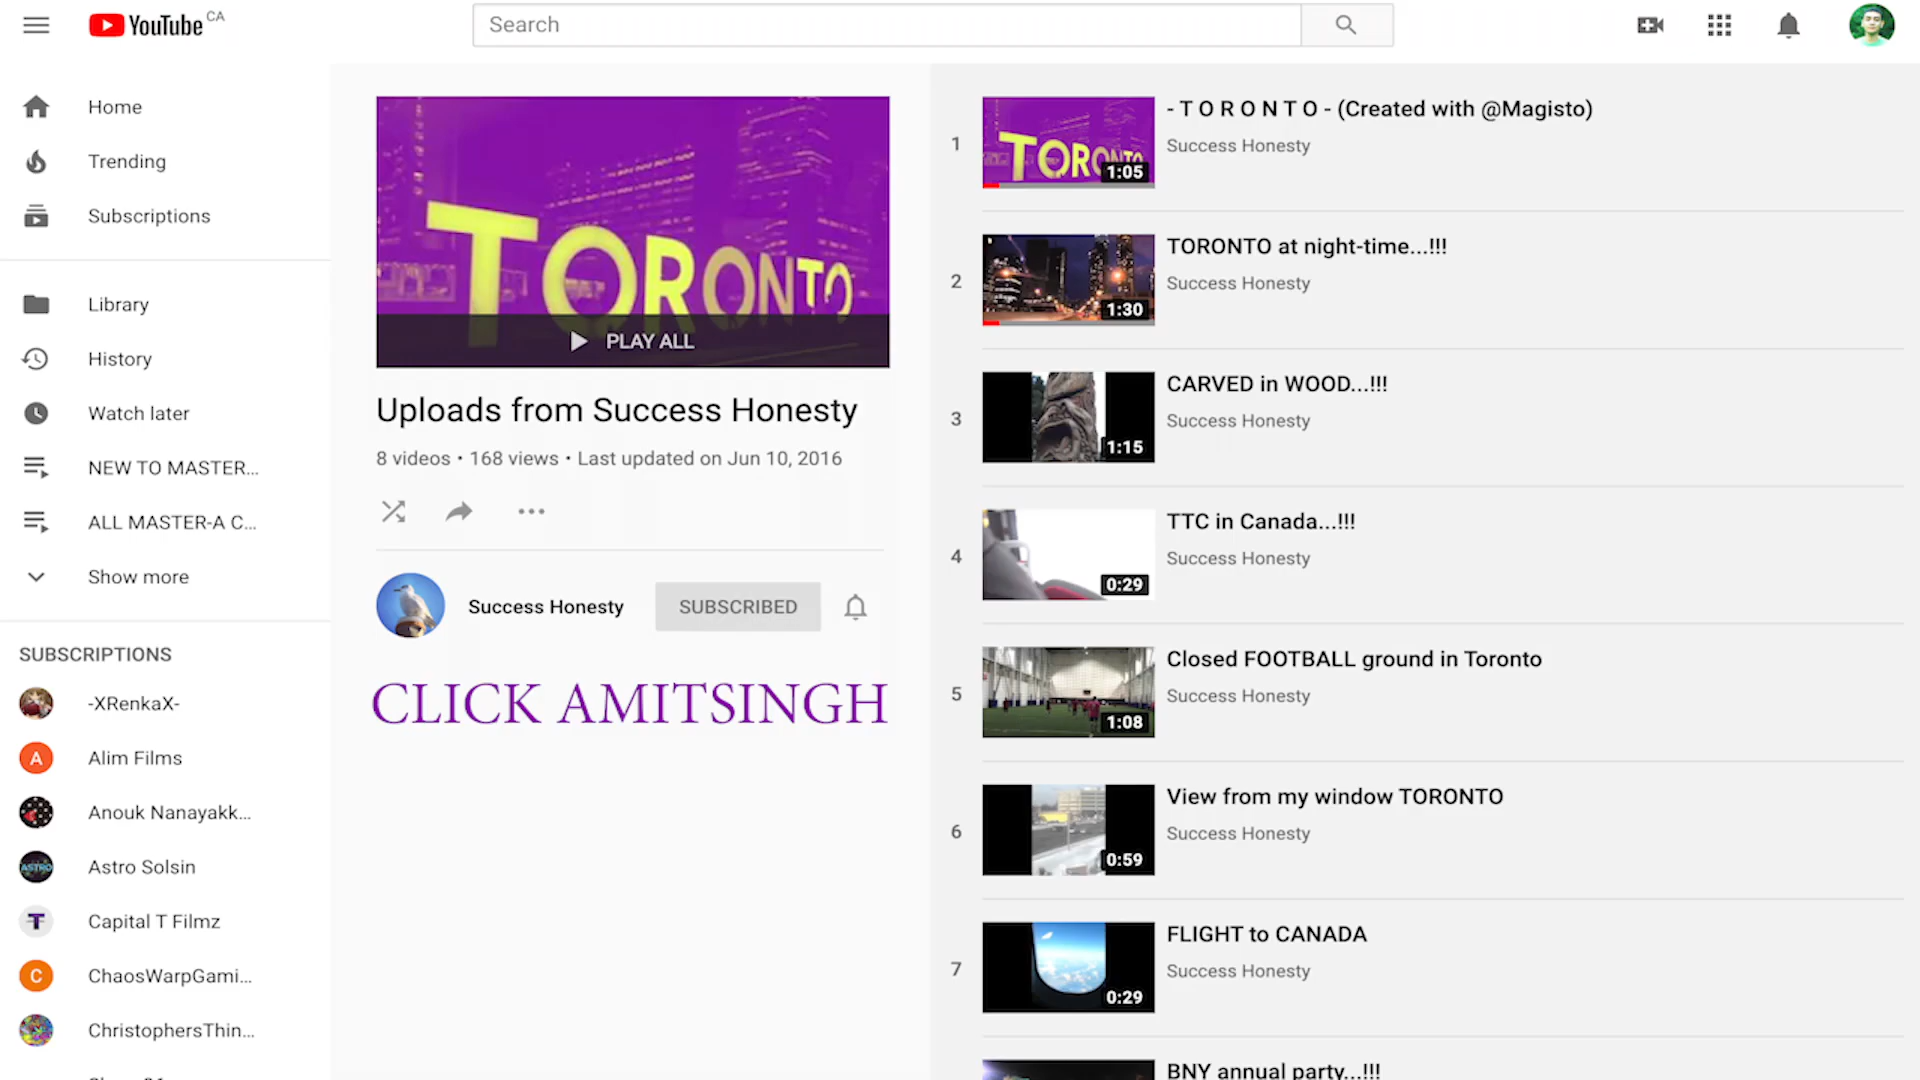 YouTube CA
Search
Home
Trending
Subscriptions
Library
History
Watch later
NEW TO MASTER...
ALL MASTER-A C...
Show more
SUBSCRIPTIONS
-XRenkaX-
A
Alim Films
Anouk Nanayakk...
ASTRO
Astro Solsin
T
Capital T Filmz
C
ChaosWarpGami...
ChristophersThin...
TORONTO
PLAY ALL
Uploads from Success Honesty
8 videos • 168 views • Last updated on Jun 10, 2016
Success Honesty
SUBSCRIBED
CLICK AMITSINGH
1
TORONTO
1:05
- T O R O N T O - (Created with @Magisto)
Success Honesty
2
1:30
TORONTO at night-time...!!!
Success Honesty
3
1:15
CARVED in WOOD...!!!
Success Honesty
4
0:29
TTC in Canada...!!!
Success Honesty
5
1:08
Closed FOOTBALL ground in Toronto
Success Honesty
6
0:59
View from my window TORONTO
Success Honesty
7
0:29
FLIGHT to CANADA
Success Honesty
BNY annual party...!!!